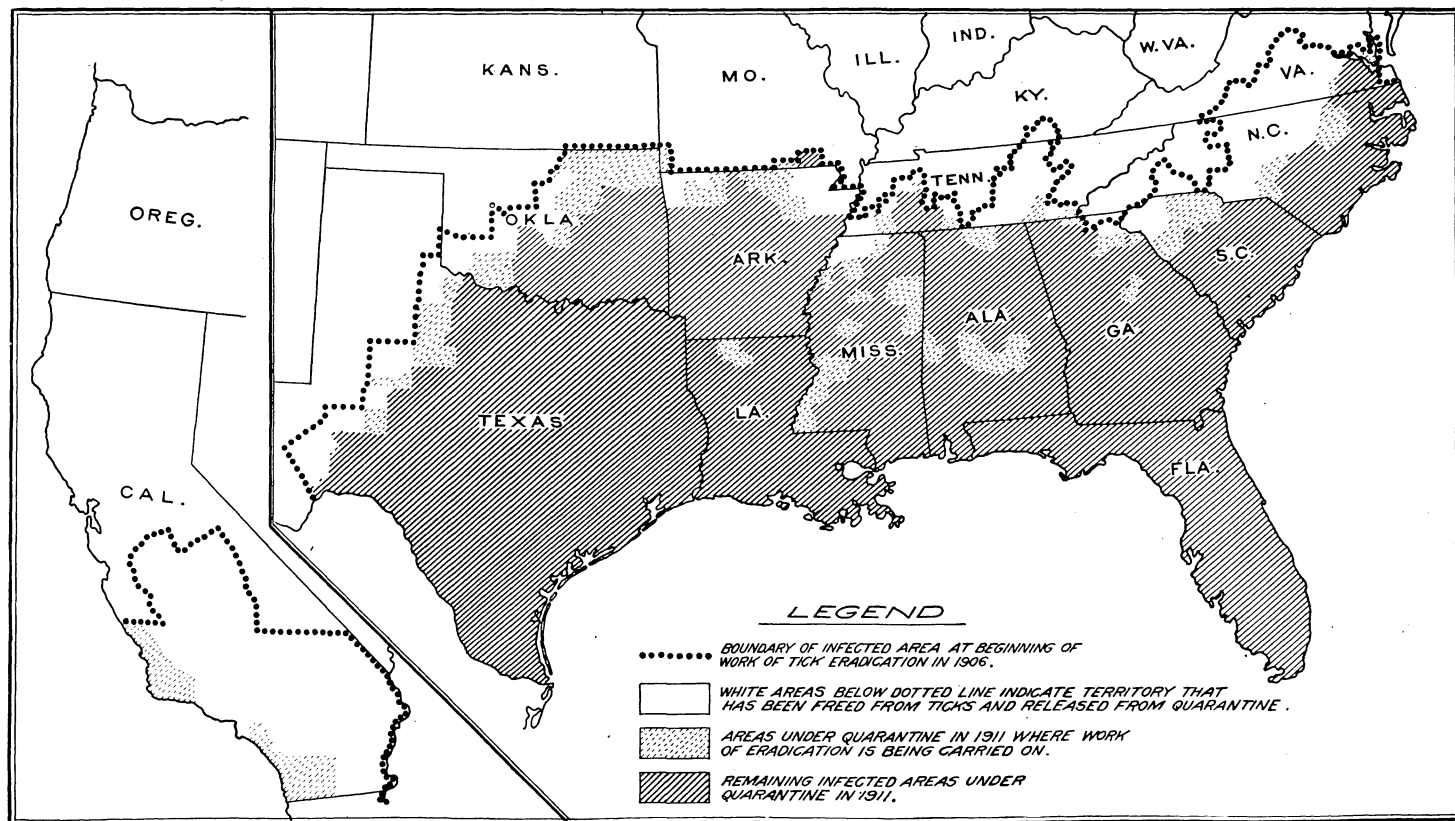 KANS.
MO.
ILL.
IND.
W.VA.
VA.
KY.
N.C.
TENN.
OREG.
OKLA.
ARK.
S.C.
ALA.
GA.
MISS.
TEXAS
LA.
FLA.
CAL.
LEGEND
BOUNDARY OF INFECTED AREA AT BEGINNING OF
WORK OF TICK ERADICATION IN 1906.
WHITE AREAS BELOW DOTTED LINE INDICATE TERRITORY THAT
HAS BEEN FREED FROM TICKS AND RELEASED FROM QUARANTINE.
AREAS UNDER QUARANTINE IN 1911 WHERE WORK
OF ERADICATION IS BEING CARRIED ON.
REMAINING INFECTED AREAS UNDER
QUARANTINE IN 1911.